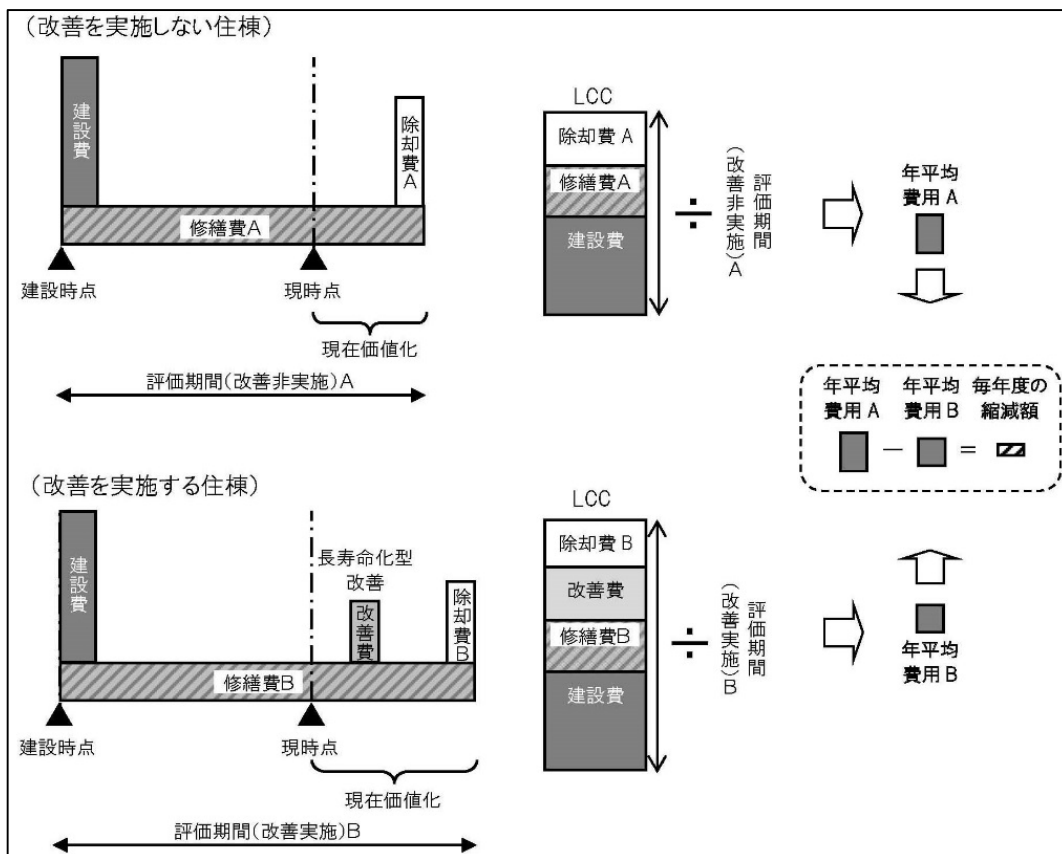 （改善を実施しない住棟）
建設費
除却費A
修繕費A
建設時点
現時点
現在価値化
評価期間（改善非実施）A
LCC
除却費A
修繕費A
建設費
÷
評価期間
（改善非実施）A
年平均
費用A
年平均 年平均 毎年度の
費用A 費用B 縮減額
－ ＝
（改善を実施する住棟）
建設費
長寿命化型
改善
改善費
除却費B
修繕費B
建設時点
現時点
現在価値化
評価期間（改善実施）B
LCC
除却費B
改善費
修繕費B
建設費
÷
評価期間
（改善実施）B
年平均
費用B